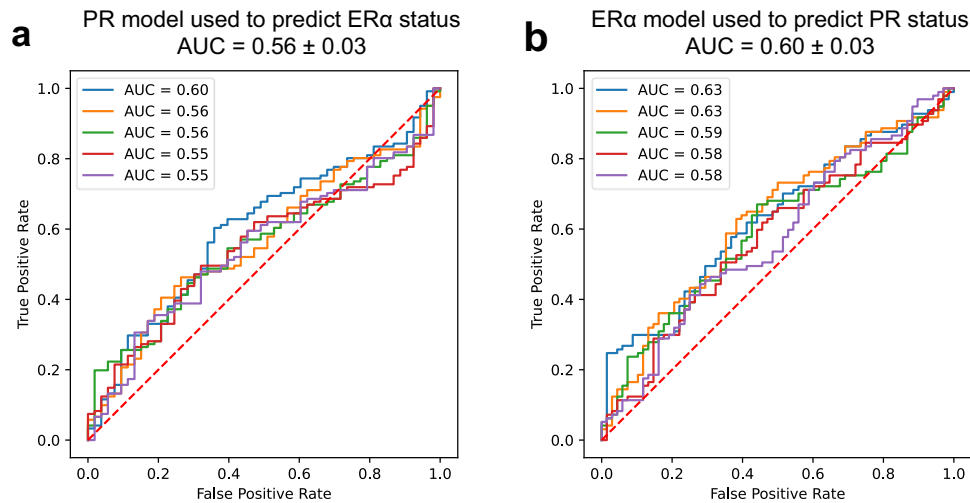 a
PR model used to predict ERα status
AUC = 0.56 ± 0.03
1.0
0.8
0.6
0.4
0.2
0.0
True Positive Rate
AUC = 0.60
AUC = 0.56
AUC = 0.56
AUC = 0.55
AUC = 0.55
0.0 0.2 0.4 0.6 0.8 1.0
False Positive Rate
b
ERα model used to predict PR status
AUC = 0.60 ± 0.03
1.0
0.8
0.6
0.4
0.2
0.0
True Positive Rate
AUC = 0.63
AUC = 0.63
AUC = 0.59
AUC = 0.58
AUC = 0.58
0.0 0.2 0.4 0.6 0.8 1.0
False Positive Rate